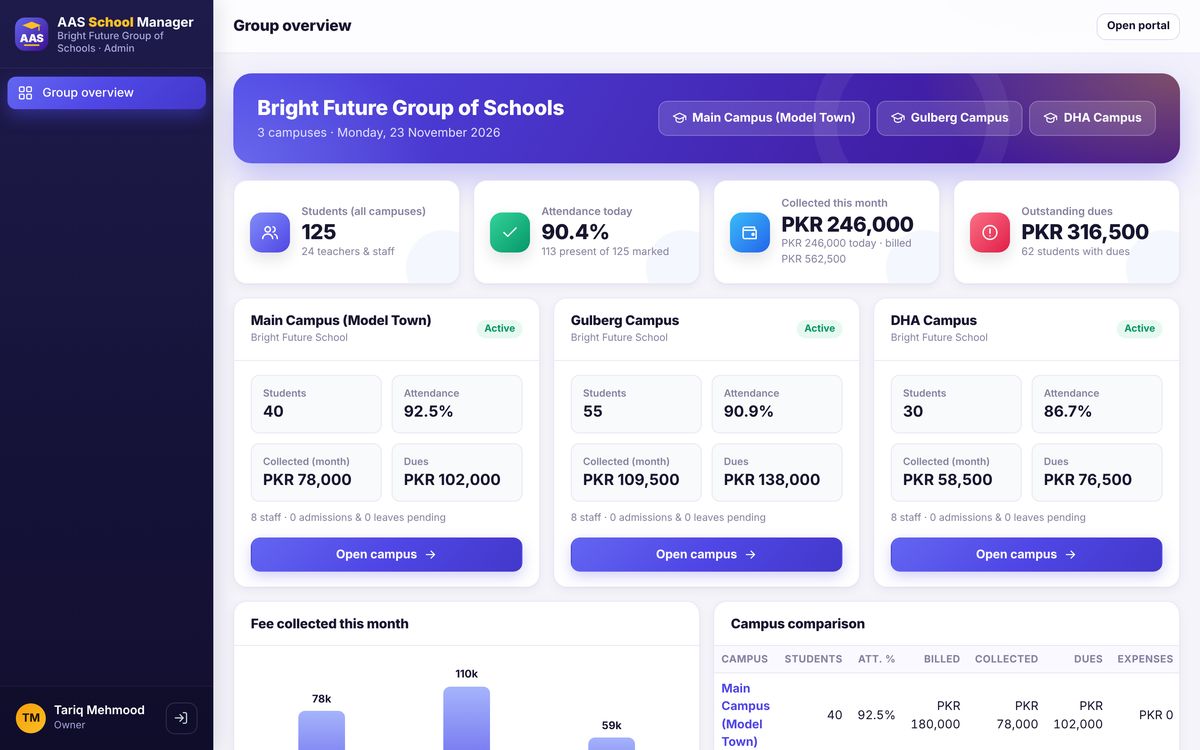 AAS School Manager
Bright Future Group of
Schools · Admin
AAS
Group overview
Tariq Mehmood
Owner
TM
Group overview
Open portal
Bright Future Group of Schools
3 campuses · Monday, 23 November 2026
Main Campus (Model Town)
Gulberg Campus
DHA Campus
Students (all campuses)
125
24 teachers & staff
Attendance today
90.4%
113 present of 125 marked
Collected this month
PKR 246,000
PKR 246,000 today · billed
PKR 562,500
Outstanding dues
PKR 316,500
62 students with dues
Main Campus (Model Town)
Bright Future School
Active
Students
40
Attendance
92.5%
Collected (month)
PKR 78,000
Dues
PKR 102,000
8 staff · 0 admissions & 0 leaves pending
Open campus →
Gulberg Campus
Bright Future School
Active
Students
55
Attendance
90.9%
Collected (month)
PKR 109,500
Dues
PKR 138,000
8 staff · 0 admissions & 0 leaves pending
Open campus →
DHA Campus
Bright Future School
Active
Students
30
Attendance
86.7%
Collected (month)
PKR 58,500
Dues
PKR 76,500
8 staff · 0 admissions & 0 leaves pending
Open campus →
Fee collected this month
78k
110k
59k
Campus comparison
CAMPUS STUDENTS ATT. % BILLED COLLECTED DUES EXPENSES
Main
Campus
(Model
Town)
40
92.5%
PKR
180,000
PKR
78,000
PKR
102,000
PKR 0